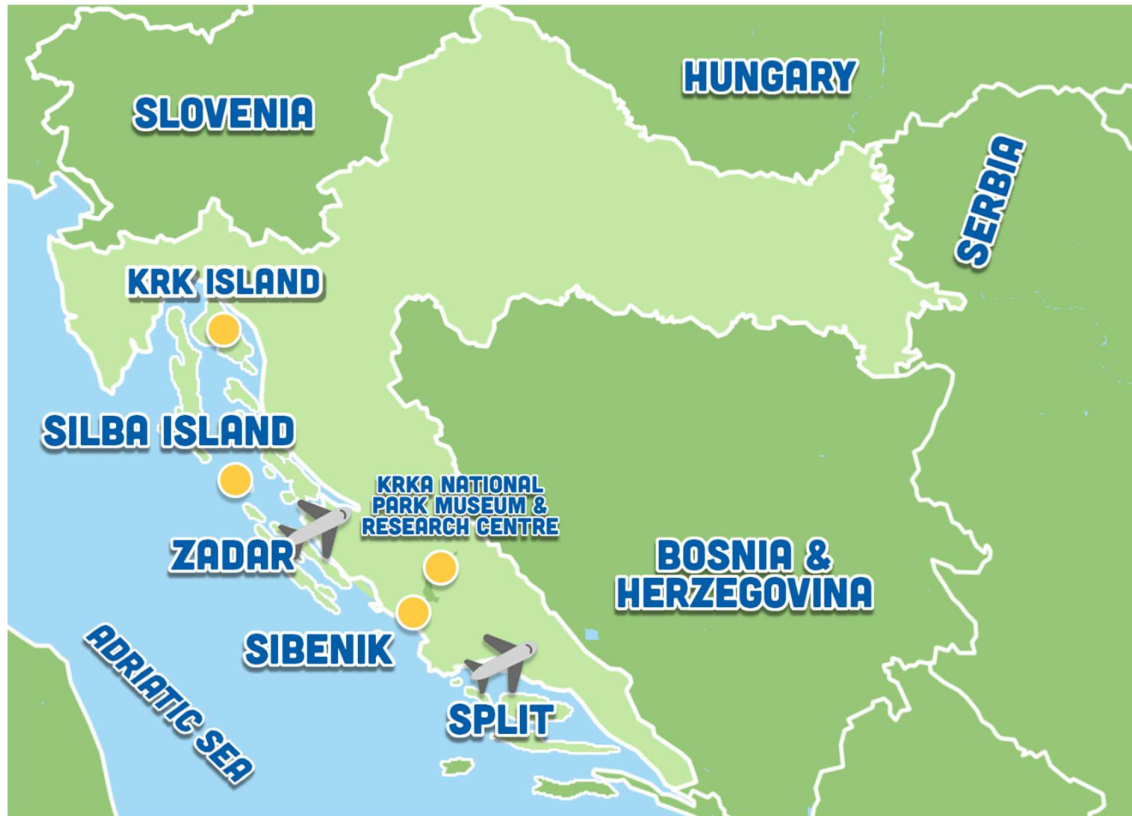 HUNGARY
SLOVENIA
SERBIA
KRK ISLAND
SILBA ISLAND
KRKA NATIONAL
PARK MUSEUM &
RESEARCH CENTRE
ZADAR
BOSNIA &
HERZEGOVINA
SIBENIK
ADRIATIC SEA
SPLIT